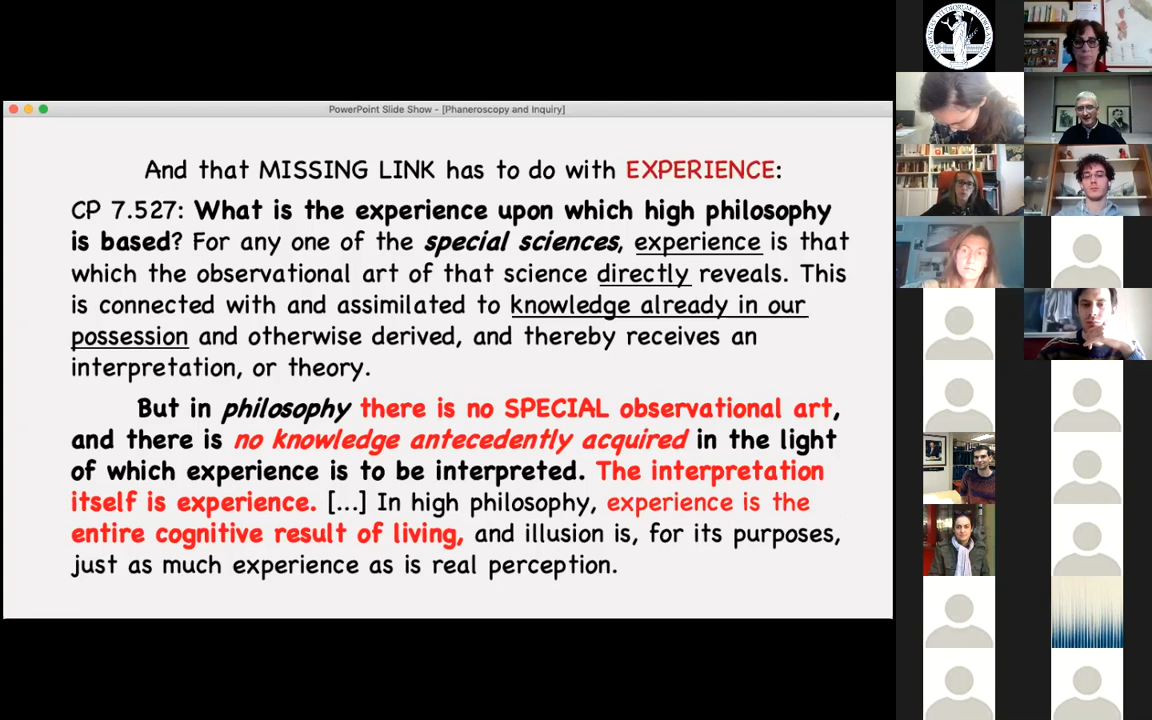 PowerPoint Slide Show - [Phaneroscopy and Inquiry]
And that MISSING LINK has to do with EXPERIENCE:
CP 7.527: What is the experience upon which high philosophy
is based? For any one of the special sciences, experience is that
which the observational art of that science directly reveals. This
is connected with and assimilated to knowledge already in our
possession and otherwise derived, and thereby receives an
interpretation, or theory.
But in philosophy there is no SPECIAL observational art,
and there is no knowledge antecedently acquired in the light
of which experience is to be interpreted. The interpretation
itself is experience. [...] In high philosophy, experience is the
entire cognitive result of living, and illusion is, for its purposes,
just as much experience as is real perception.